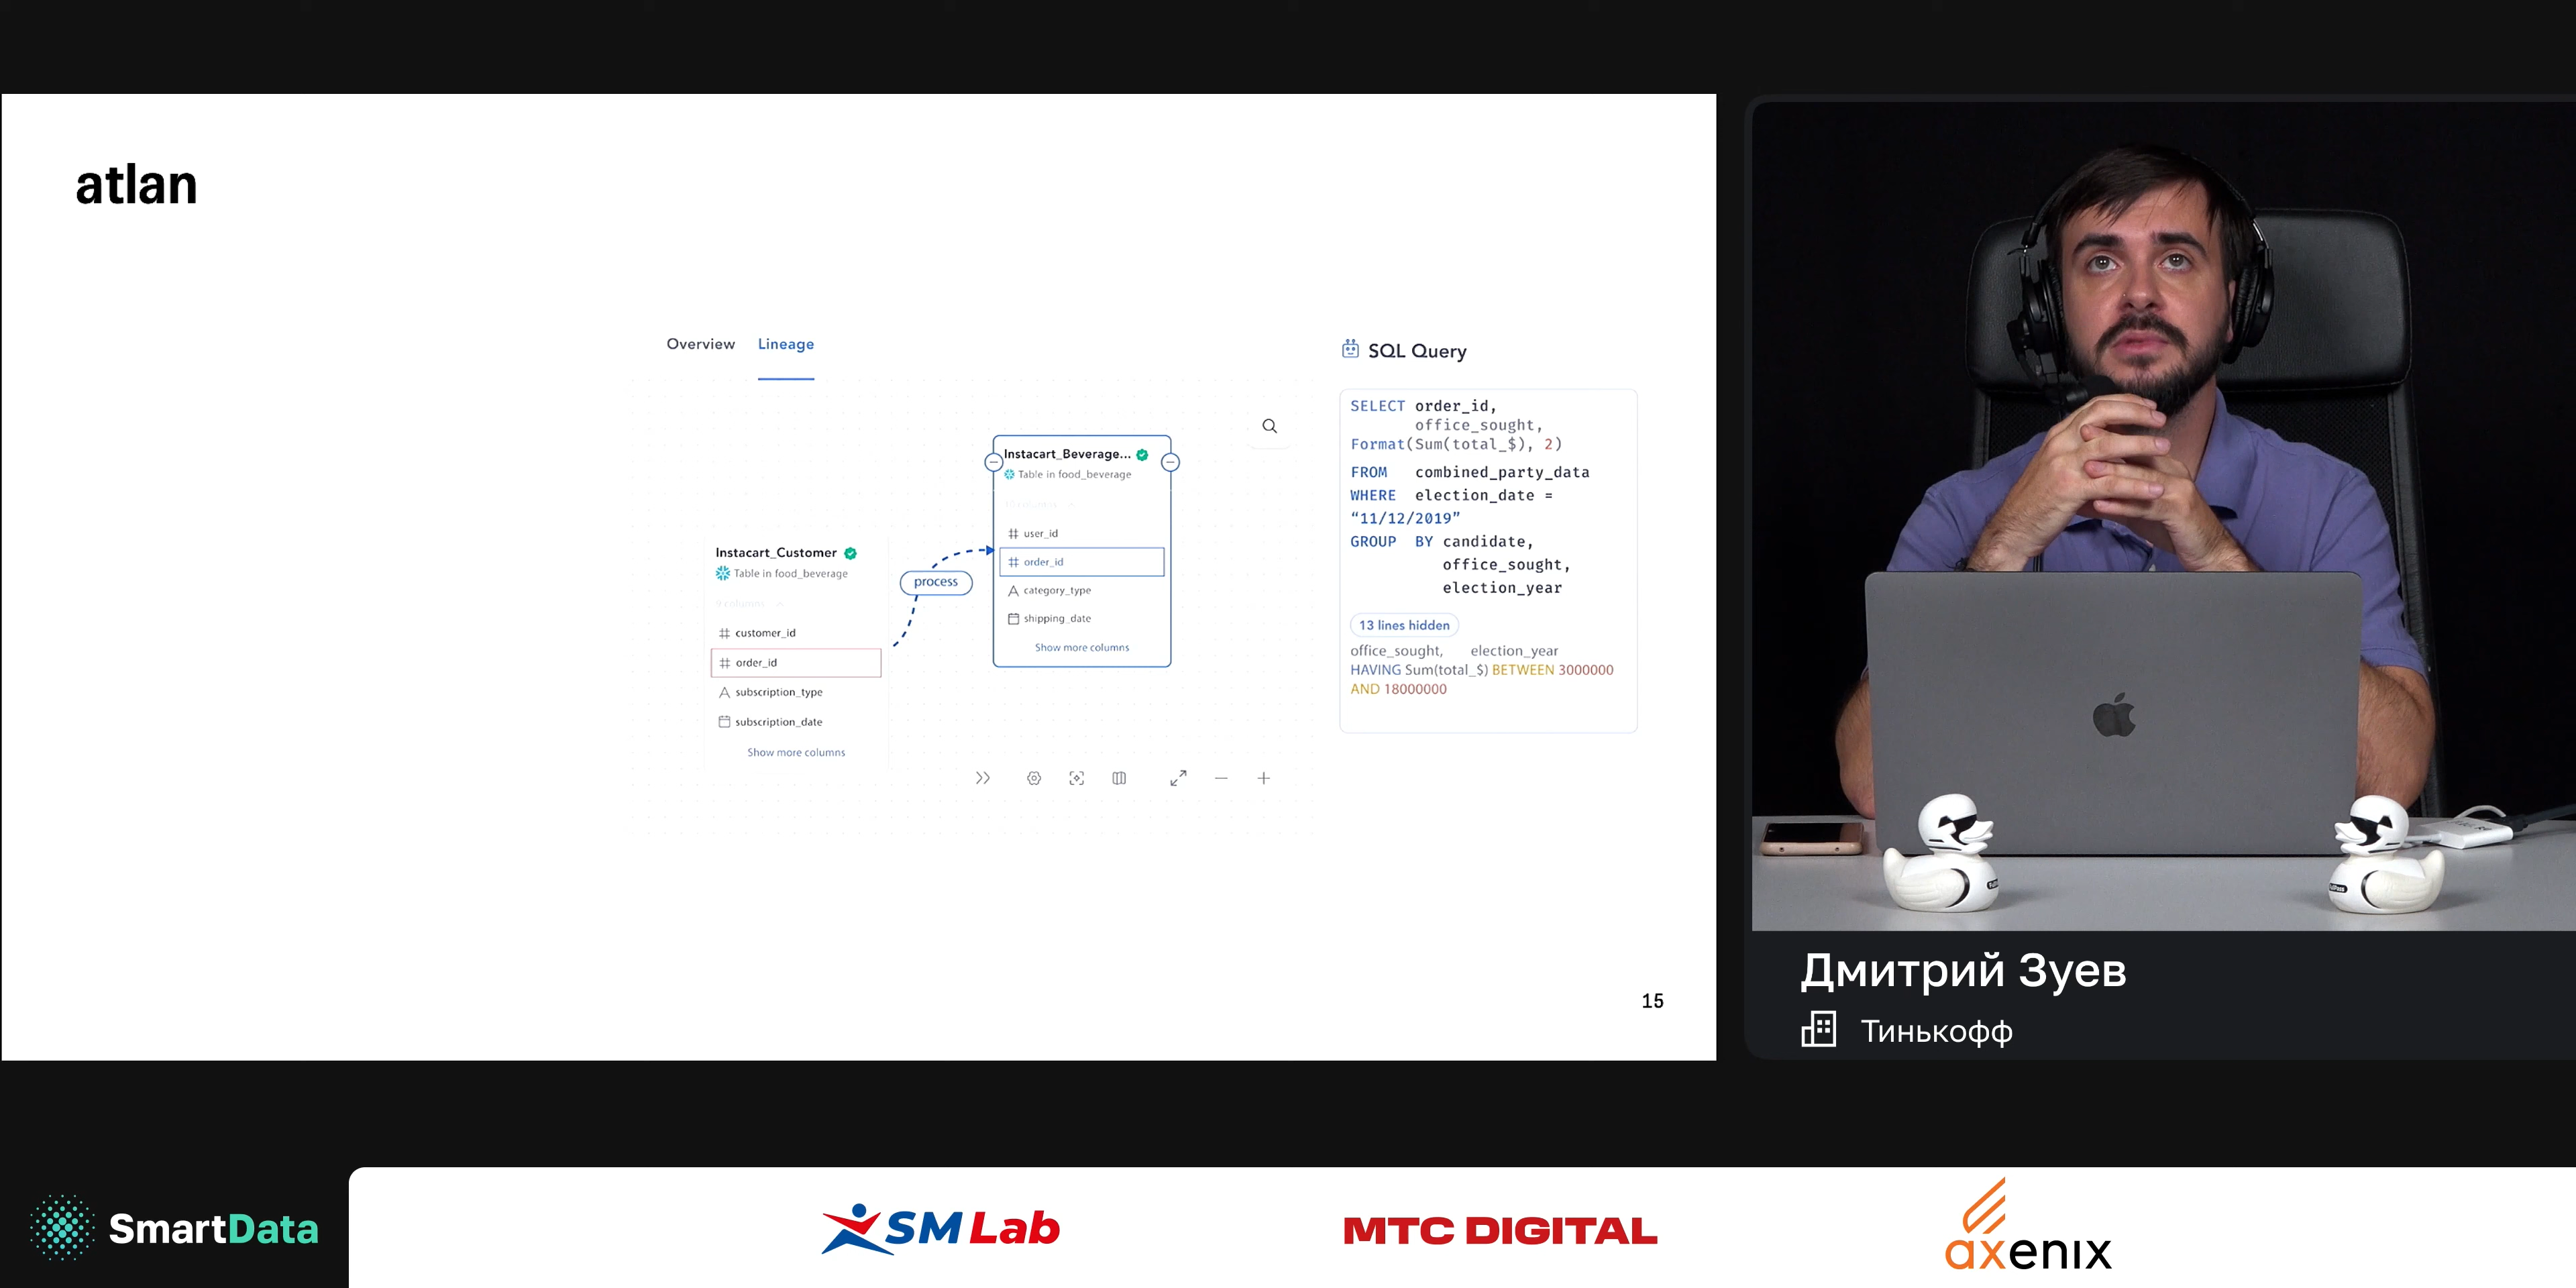 atlan
Overview Lineage
SQL Query
SELECT order_id,
office_sought,
Format(Sum(total_$), 2)
FROM combined_party_data
WHERE election_date =
“11/12/2019”
GROUP BY candidate,
office_sought,
election_year
13 lines hidden
office_sought, election_year
HAVING Sum(total_$) BETWEEN 3000000
AND 18000000
Instacart_Beverage...
Table in food_beverage
user_id
order_id
category_type
shipping_date
Show more columns
process
Instacart_Customer
Table in food_beverage
9 columns
customer_id
order_id
subscription_type
subscription_date
Show more columns
15
Дмитрий Зуев
Тинькофф
SmartData
SM Lab
МТС DIGITAL
axenix